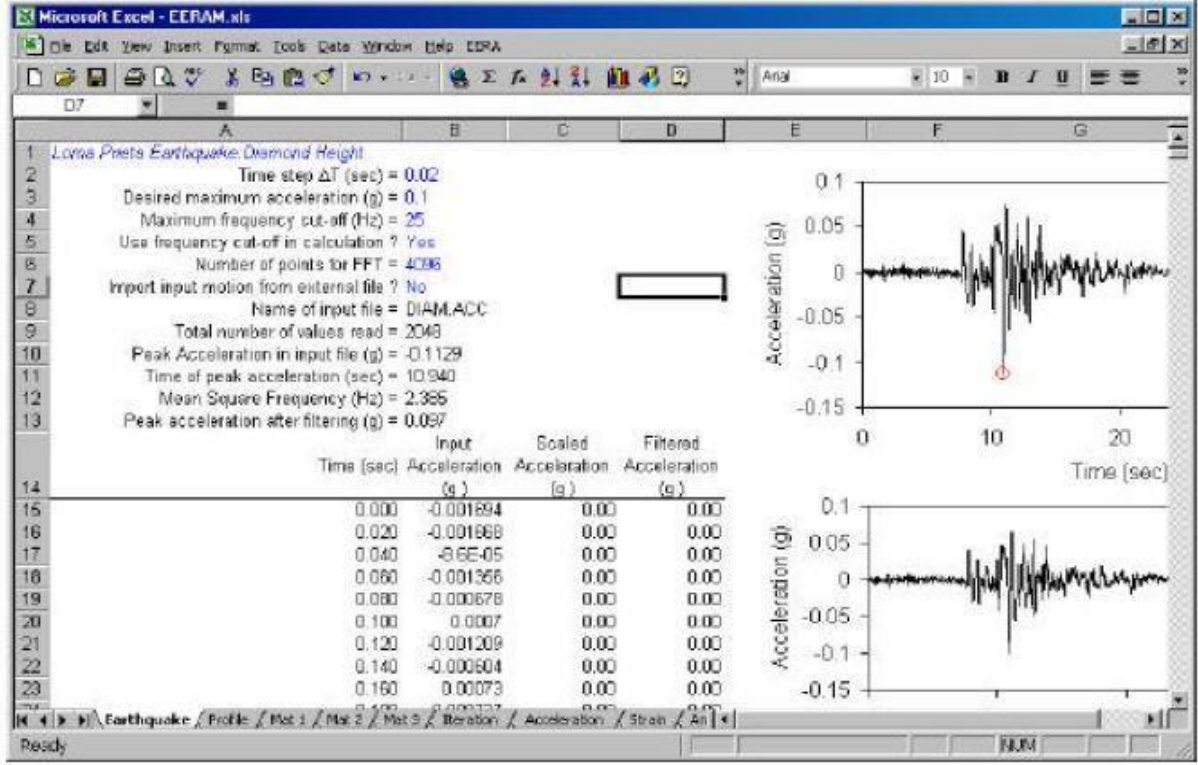 Microsoft Excel - EERAM.xls
File Edit View Insert Format Tools Data Window Help EERA
Arial 10 B I U
D7 =
A B C D E F G
1 Loma Prieta Earthquake Diamond Height
2 Time step ΔT (sec) = 0.02
3 Desired maximum acceleration (g) = 0.1
4 Maximum frequency cut-off (Hz) = 25
5 Use frequency cut-off in calculation ? Yes
6 Number of points for FFT = 4096
7 Import input motion from external file ? No
8 Name of input file = DIAM.ACC
9 Total number of values read = 2048
10 Peak Acceleration in input file (g) = -0.1129
11 Time of peak acceleration (sec) = 10.940
12 Mean Square Frequency (Hz) = 2.385
13 Peak acceleration after filtering (g) = 0.097
Input Scaled Filtered
Time (sec) Acceleration Acceleration Acceleration
14 (g) (g) (g)
15 0.000 -0.001694 0.00 0.00
16 0.020 -0.001668 0.00 0.00
17 0.040 -8.6E-05 0.00 0.00
18 0.060 -0.001356 0.00 0.00
19 0.080 -0.000678 0.00 0.00
20 0.100 0.0007 0.00 0.00
21 0.120 -0.001209 0.00 0.00
22 0.140 -0.000604 0.00 0.00
23 0.160 0.00073 0.00 0.00
Acceleration (g)
0.1
0.05
0
-0.05
-0.1
-0.15
0 10 20
Time (sec)
Acceleration (g)
0.1
0.05
0
-0.05
-0.1
-0.15
Earthquake Profile Mat 1 Mat 2 Mat 3 Iteration Acceleration Strain Am
Ready
NUM